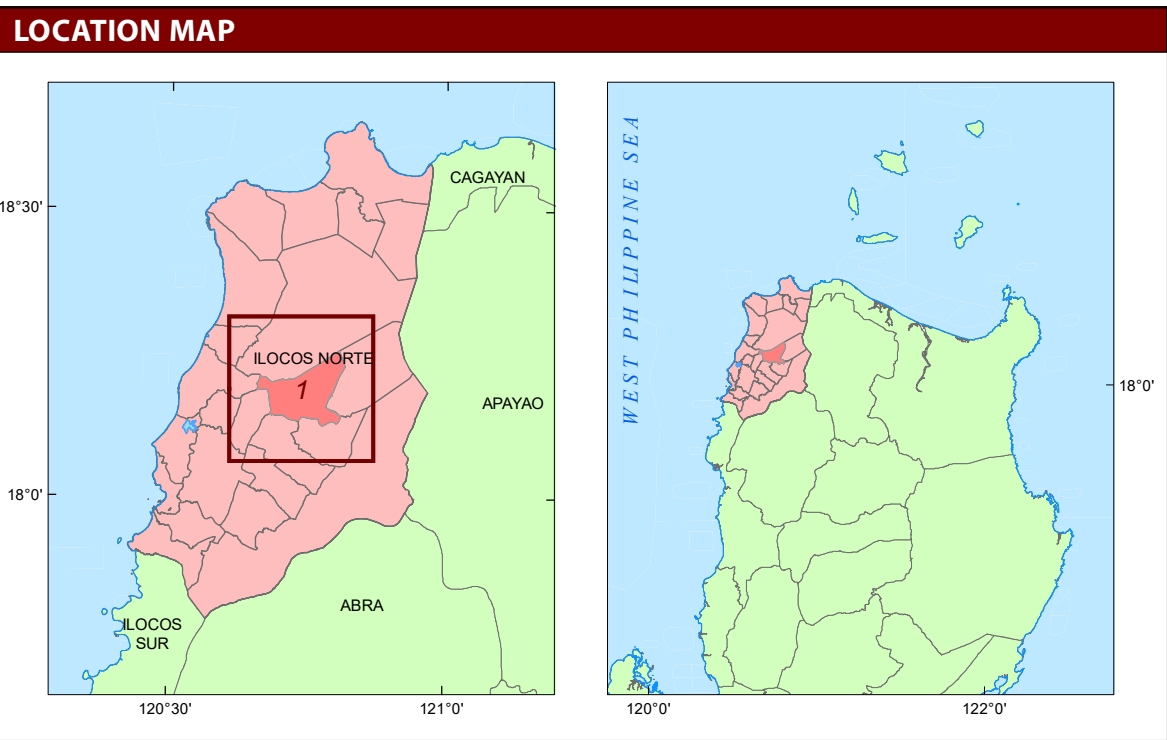 LOCATION MAP
CAGAYAN
18°30'
ILOCOS NORTE
1
APAYAO
18°0'
ABRA
ILOCOS
SUR
120°30'
121°0'
WEST PHILIPPINE SEA
18°0'
120°0'
122°0'